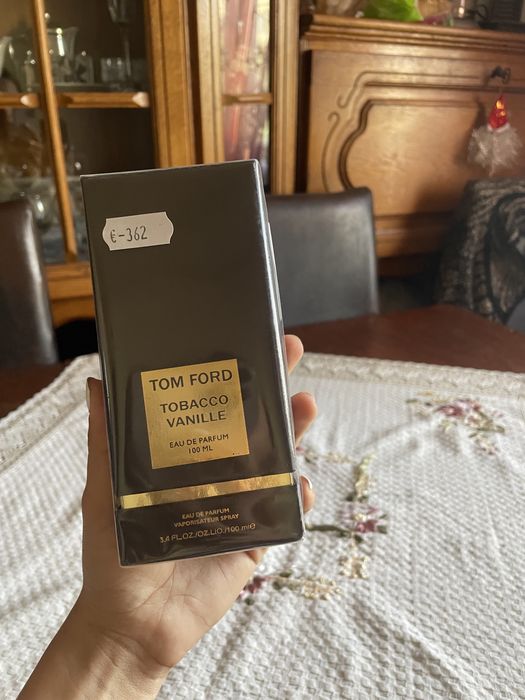 €-362
TOM FORD
TOBACCO
VANILLE
EAU DE PARFUM
100 ML
EAU DE PARFUM
VAPORISATEUR SPRAY
3.4 FL.OZ./OZ.LIQ./100 ml℮